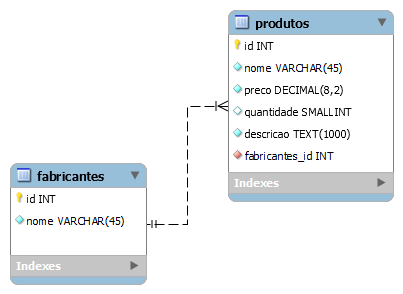 produtos
id INT
nome VARCHAR(45)
preco DECIMAL(8,2)
quantidade SMALLINT
descricao TEXT(1000)
fabricantes_id INT
Indexes
fabricantes
id INT
nome VARCHAR(45)
Indexes